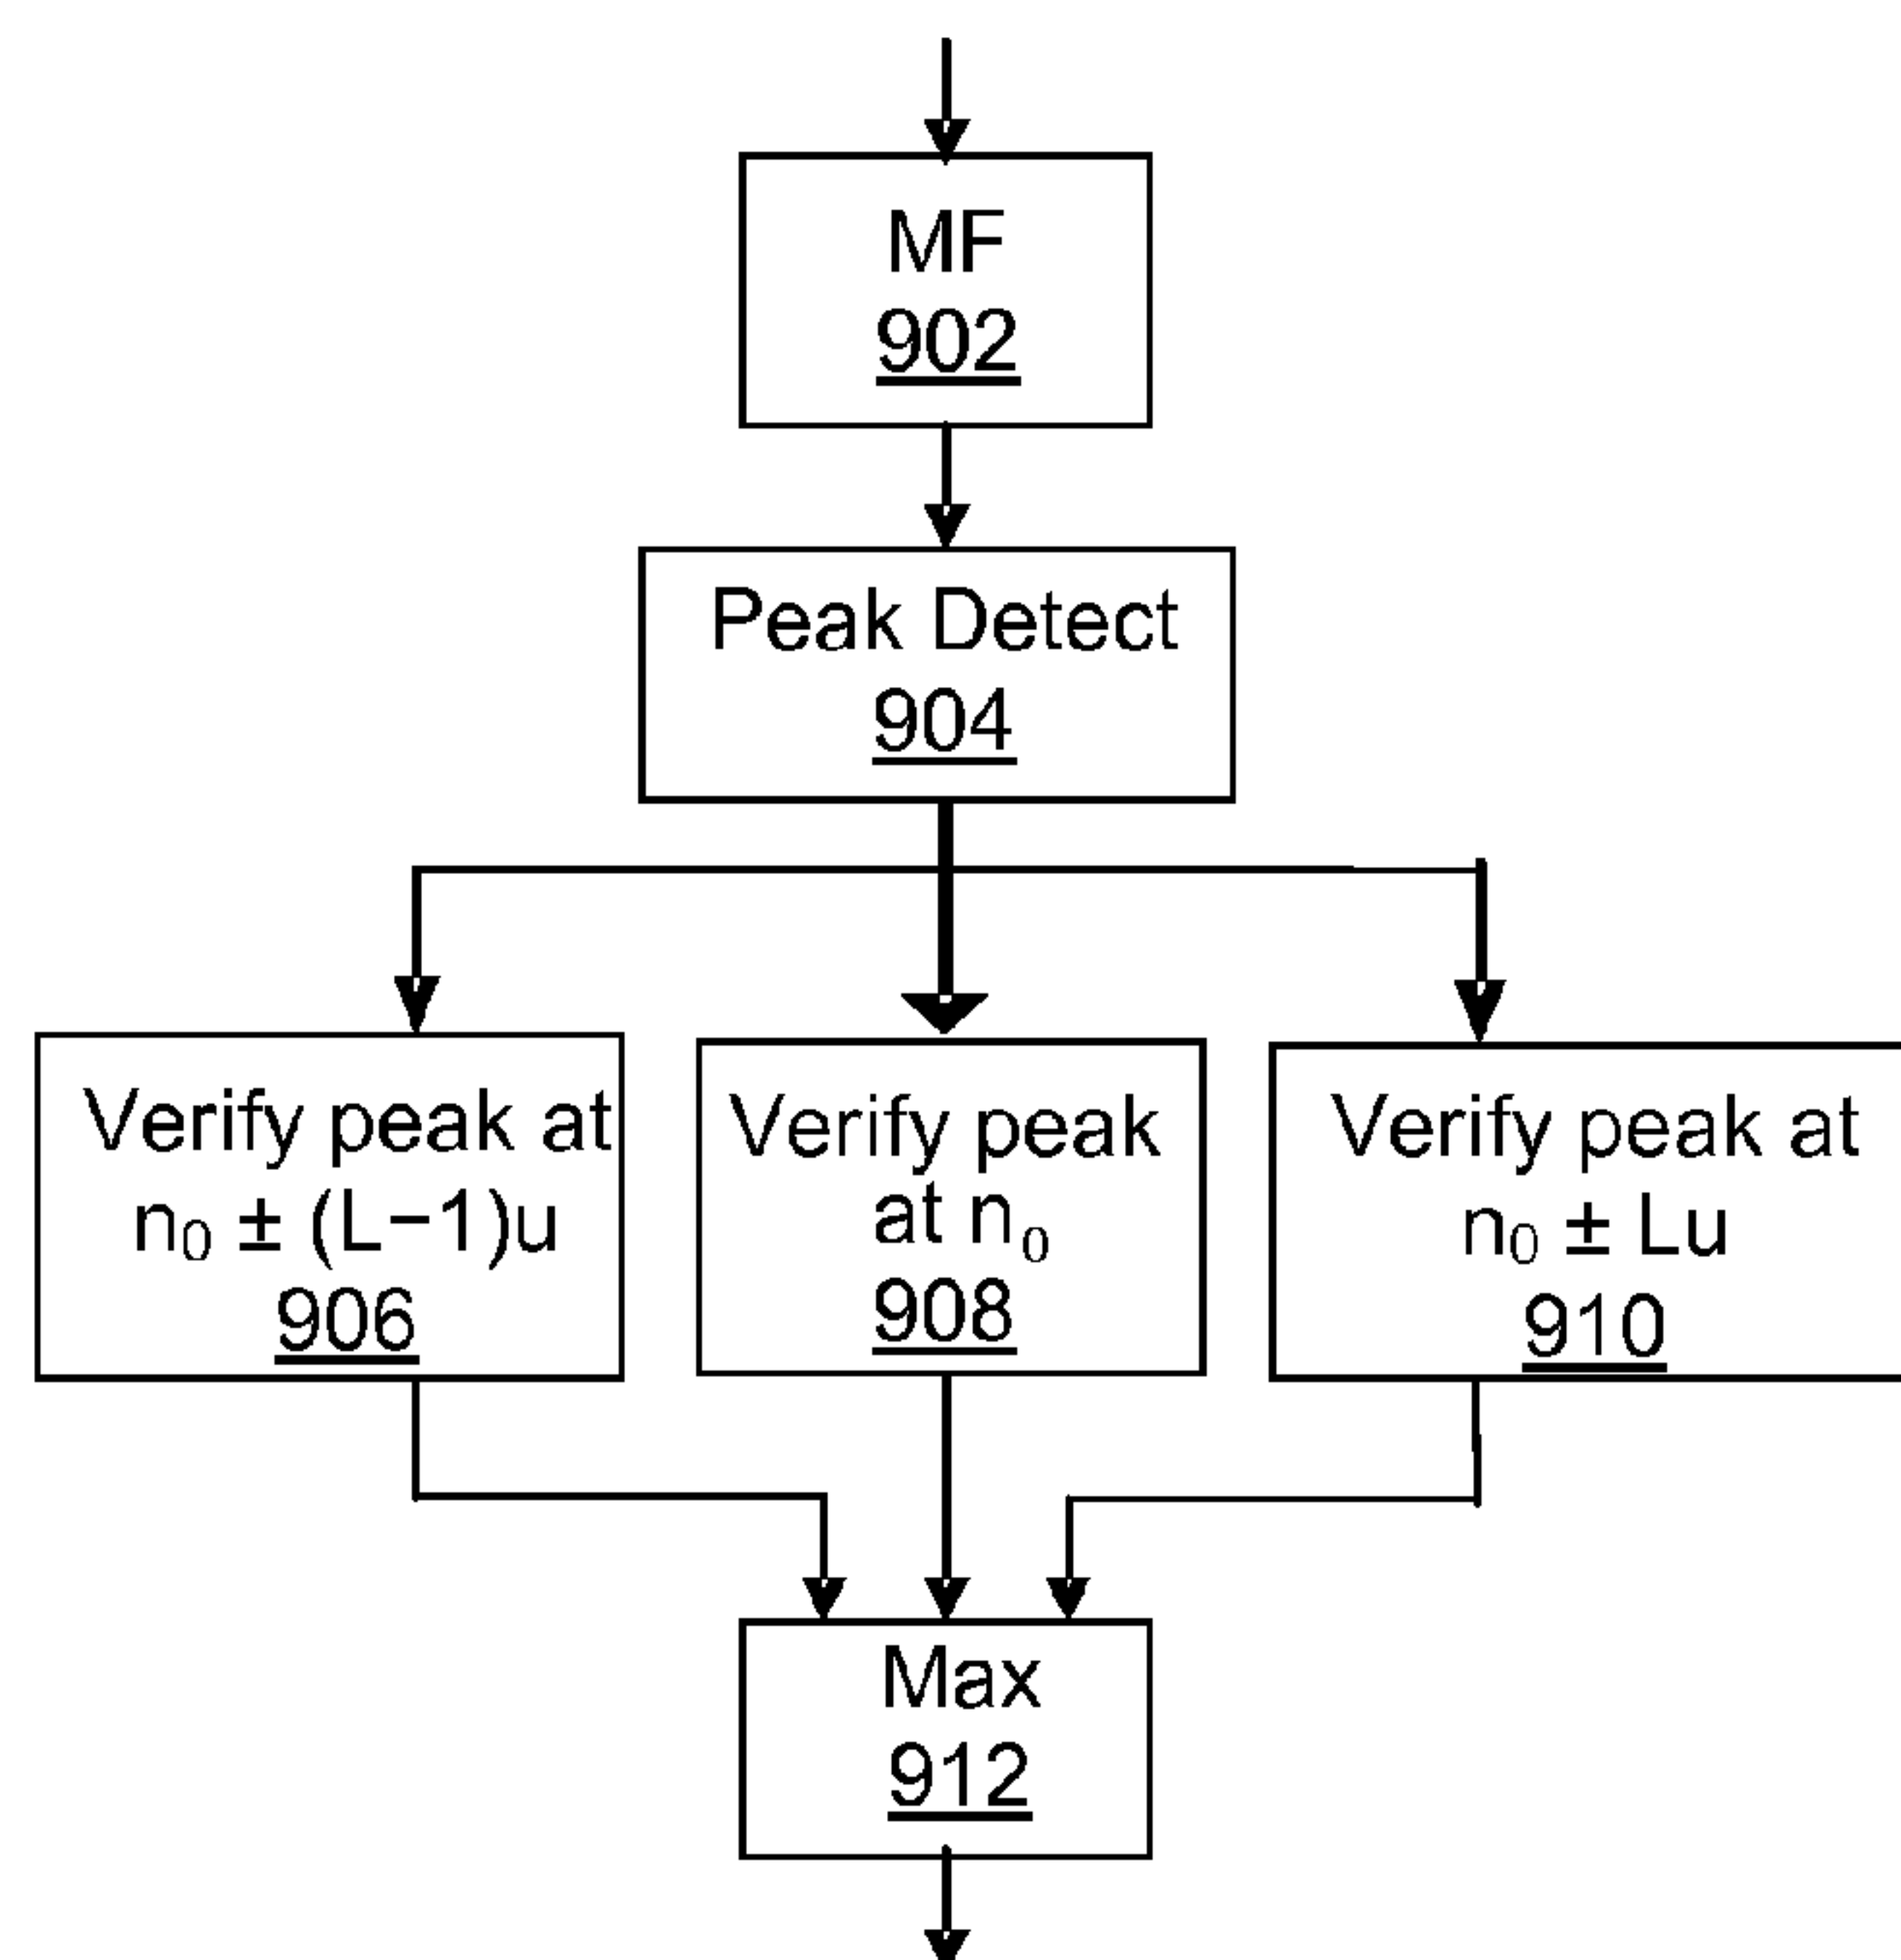 MF
902
Peak Detect
904
Verify peak at
n₀ ± (L−1)u
906
Verify peak
at n₀
908
Verify peak at
n₀ ± Lu
910
Max
912